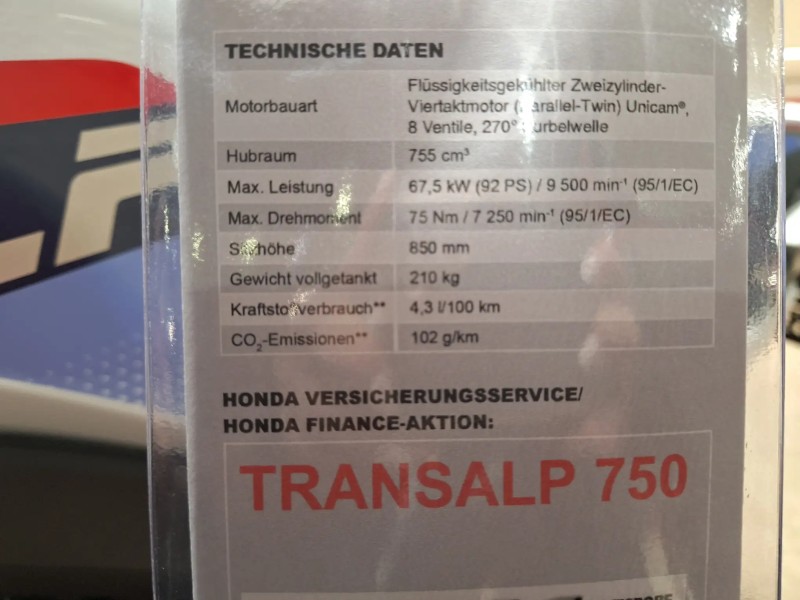 TECHNISCHE DATEN
Motorbauart
Flüssigkeitsgekühlter Zweizylinder-
Viertaktmotor (Parallel-Twin) Unicam®,
8 Ventile, 270° Kurbelwelle
Hubraum 755 cm³
Max. Leistung 67,5 kW (92 PS) / 9 500 min⁻¹ (95/1/EC)
Max. Drehmoment 75 Nm / 7 250 min⁻¹ (95/1/EC)
Sitzhöhe 850 mm
Gewicht vollgetankt 210 kg
Kraftstoffverbrauch** 4,3 l/100 km
CO₂-Emissionen** 102 g/km
HONDA VERSICHERUNGSSERVICE/
HONDA FINANCE-AKTION:
TRANSALP 750